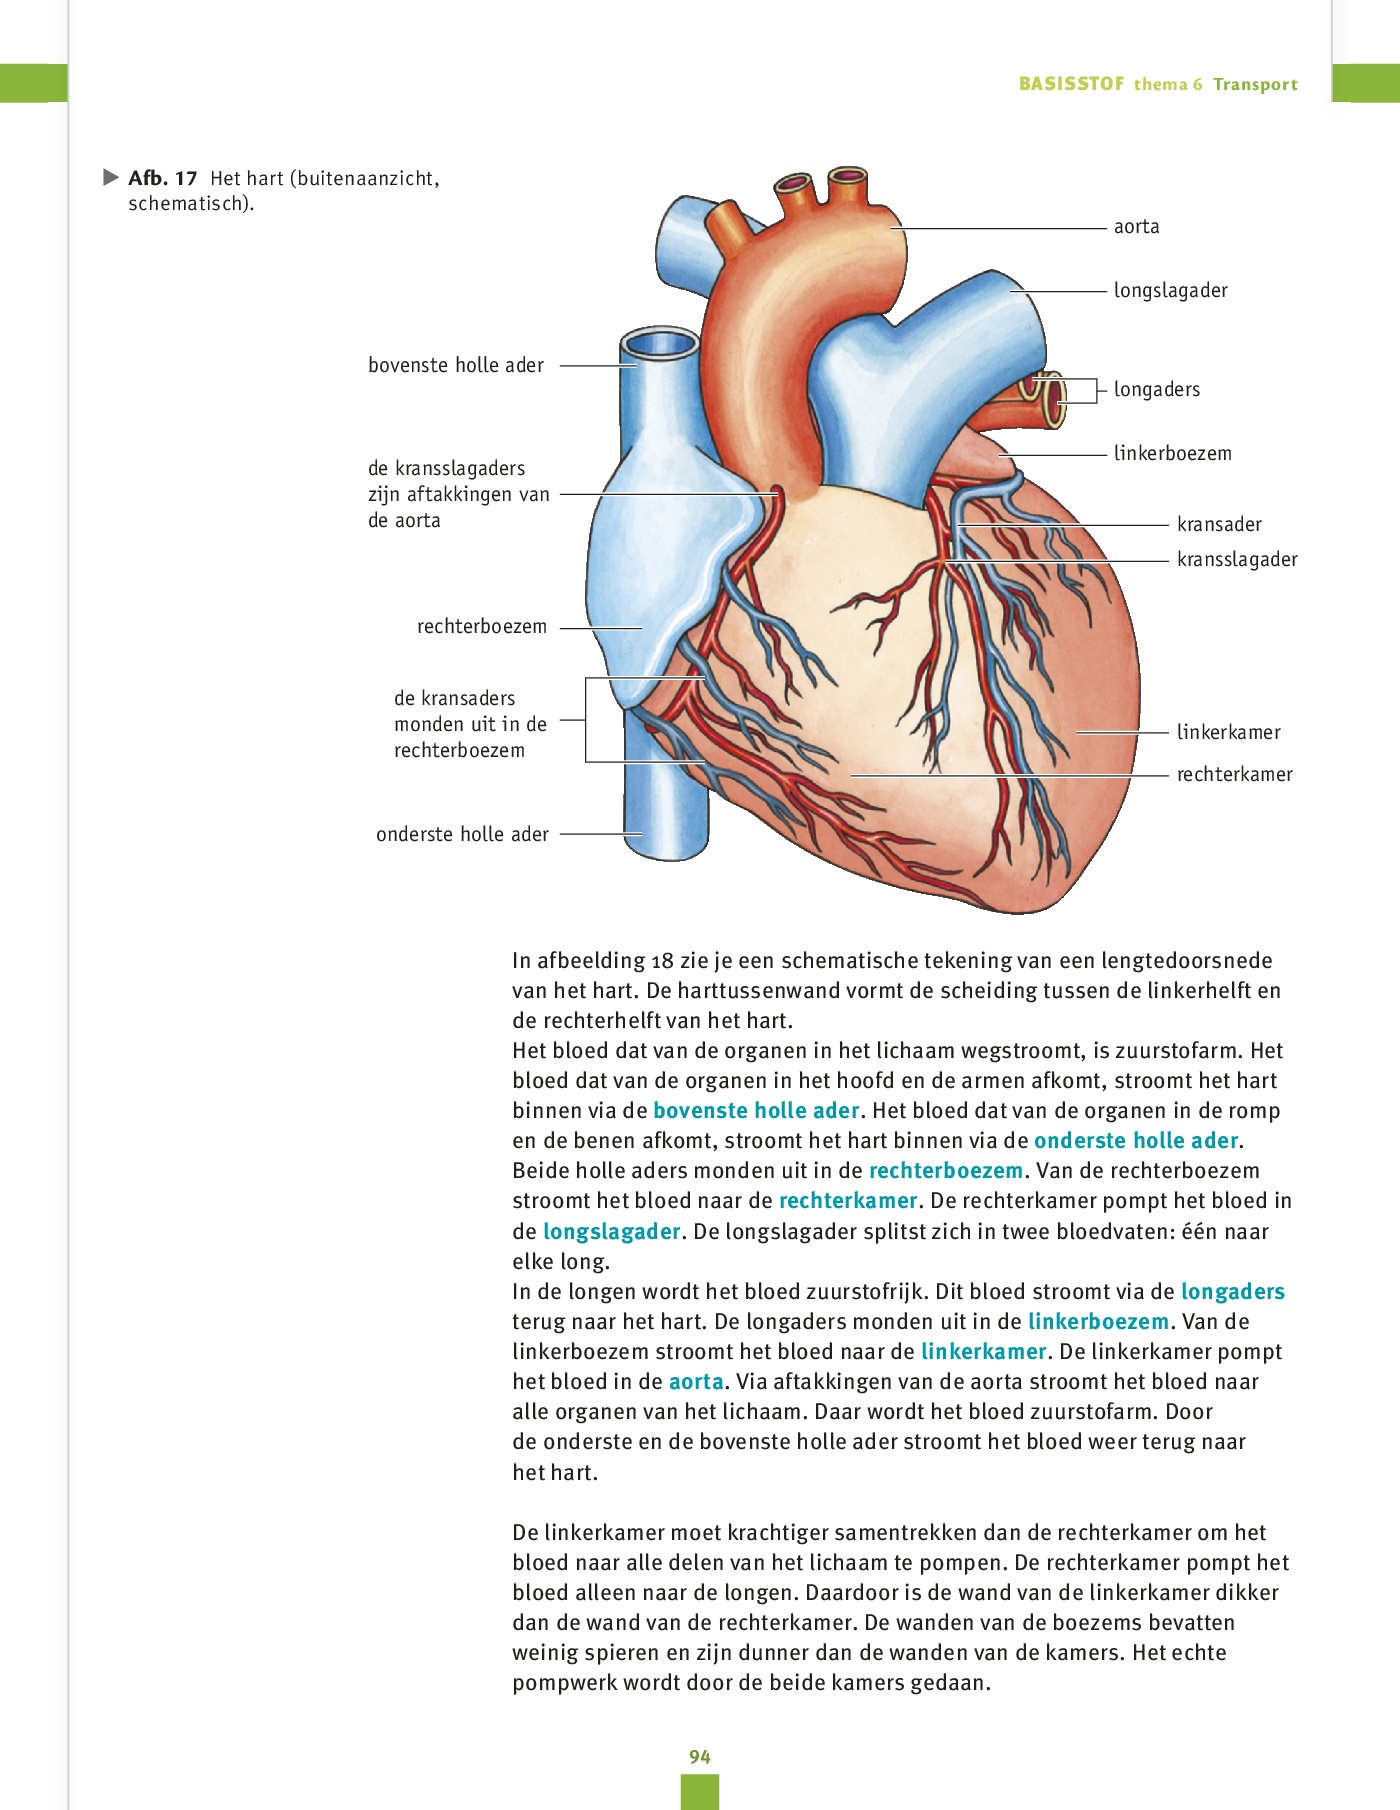 BASISSTOF thema 6 Transport
▶ Afb. 17 Het hart (buitenaanzicht,
schematisch).
aorta
longslagader
bovenste holle ader
longaders
linkerboezem
de kransslagaders
zijn aftakkingen van
de aorta
kransader
kransslagader
rechterboezem
de kransaders
monden uit in de
rechterboezem
linkerkamer
rechterkamer
onderste holle ader
In afbeelding 18 zie je een schematische tekening van een lengtedoorsnede
van het hart. De harttussenwand vormt de scheiding tussen de linkerhelft en
de rechterhelft van het hart.
Het bloed dat van de organen in het lichaam wegstroomt, is zuurstofarm. Het
bloed dat van de organen in het hoofd en de armen afkomt, stroomt het hart
binnen via de bovenste holle ader. Het bloed dat van de organen in de romp
en de benen afkomt, stroomt het hart binnen via de onderste holle ader.
Beide holle aders monden uit in de rechterboezem. Van de rechterboezem
stroomt het bloed naar de rechterkamer. De rechterkamer pompt het bloed in
de longslagader. De longslagader splitst zich in twee bloedvaten: één naar
elke long.
In de longen wordt het bloed zuurstofrijk. Dit bloed stroomt via de longaders
terug naar het hart. De longaders monden uit in de linkerboezem. Van de
linkerboezem stroomt het bloed naar de linkerkamer. De linkerkamer pompt
het bloed in de aorta. Via aftakkingen van de aorta stroomt het bloed naar
alle organen van het lichaam. Daar wordt het bloed zuurstofarm. Door
de onderste en de bovenste holle ader stroomt het bloed weer terug naar
het hart.
De linkerkamer moet krachtiger samentrekken dan de rechterkamer om het
bloed naar alle delen van het lichaam te pompen. De rechterkamer pompt het
bloed alleen naar de longen. Daardoor is de wand van de linkerkamer dikker
dan de wand van de rechterkamer. De wanden van de boezems bevatten
weinig spieren en zijn dunner dan de wanden van de kamers. Het echte
pompwerk wordt door de beide kamers gedaan.
94